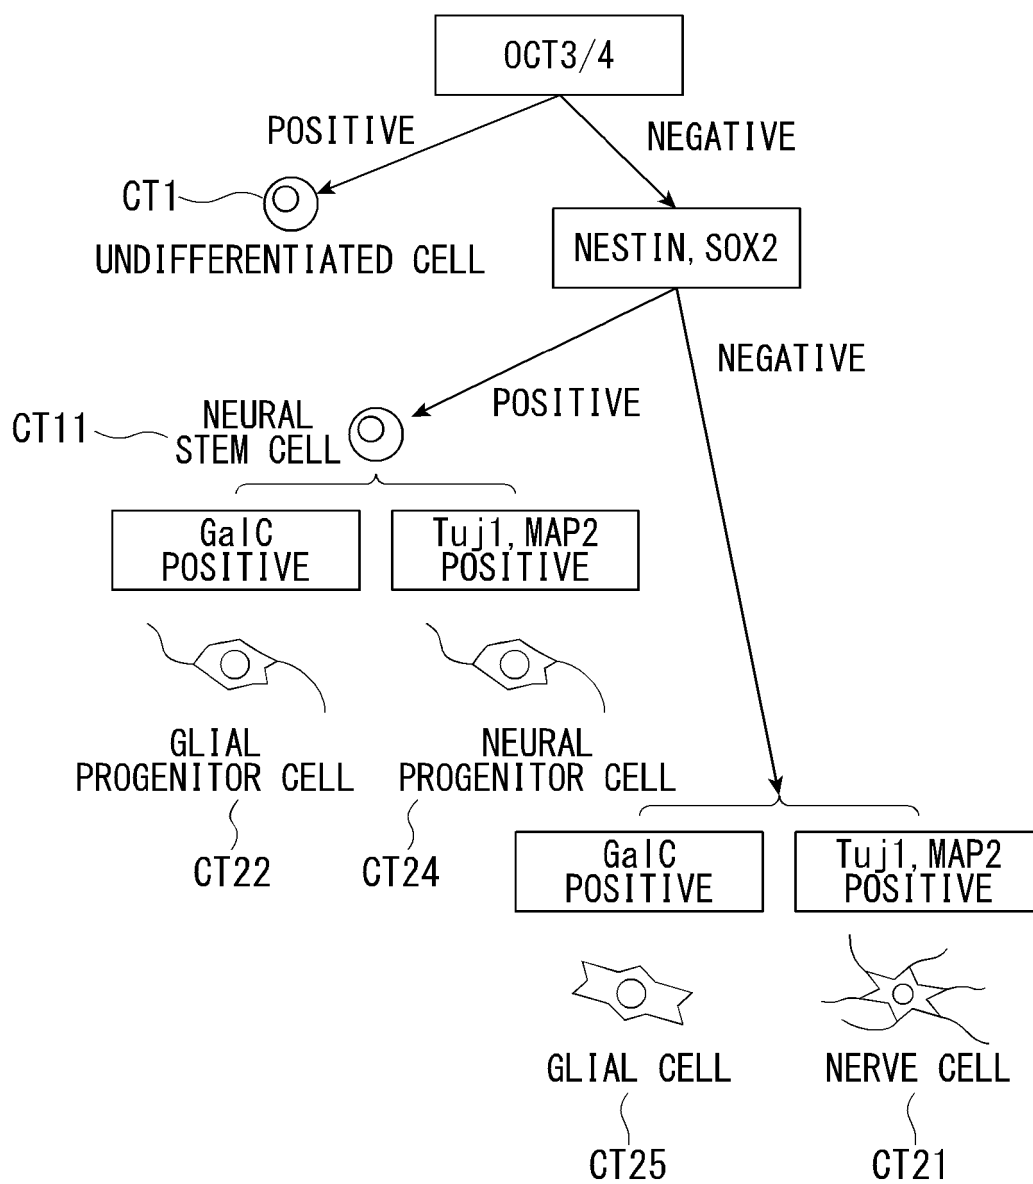 OCT3/4
POSITIVE
NEGATIVE
CT1
UNDIFFERENTIATED CELL
NESTIN, SOX2
NEGATIVE
POSITIVE
CT11
NEURAL
STEM CELL
GalC
POSITIVE
Tuj1, MAP2
POSITIVE
GLIAL
PROGENITOR CELL
NEURAL
PROGENITOR CELL
CT22
CT24
GalC
POSITIVE
Tuj1, MAP2
POSITIVE
GLIAL CELL
NERVE CELL
CT25
CT21